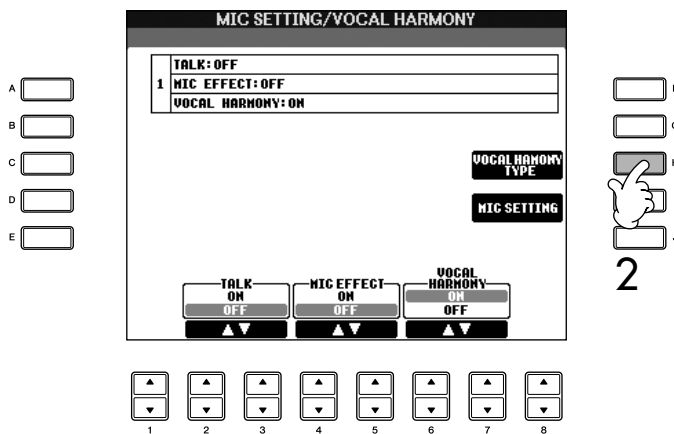 MIC SETTING/VOCAL HARMONY
TALK: OFF
1 MIC EFFECT: OFF
VOCAL HARMONY: ON
A
B
C
D
E
VOCAL HAMONY
TYPE
H
MIC SETTING
2
TALK
ON
OFF
MIC EFFECT
ON
OFF
VOCAL
HARMONY
ON
OFF
1 2 3 4 5 6 7 8